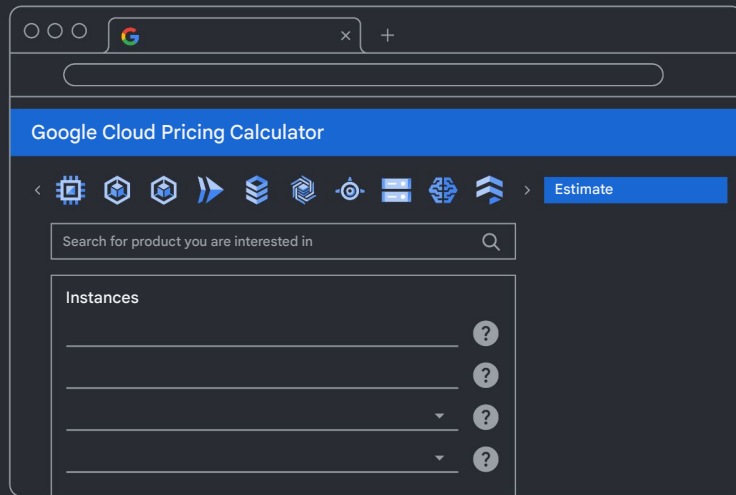 Google Cloud Pricing Calculator
Estimate
Search for product you are interested in
Instances
?
?
?
?